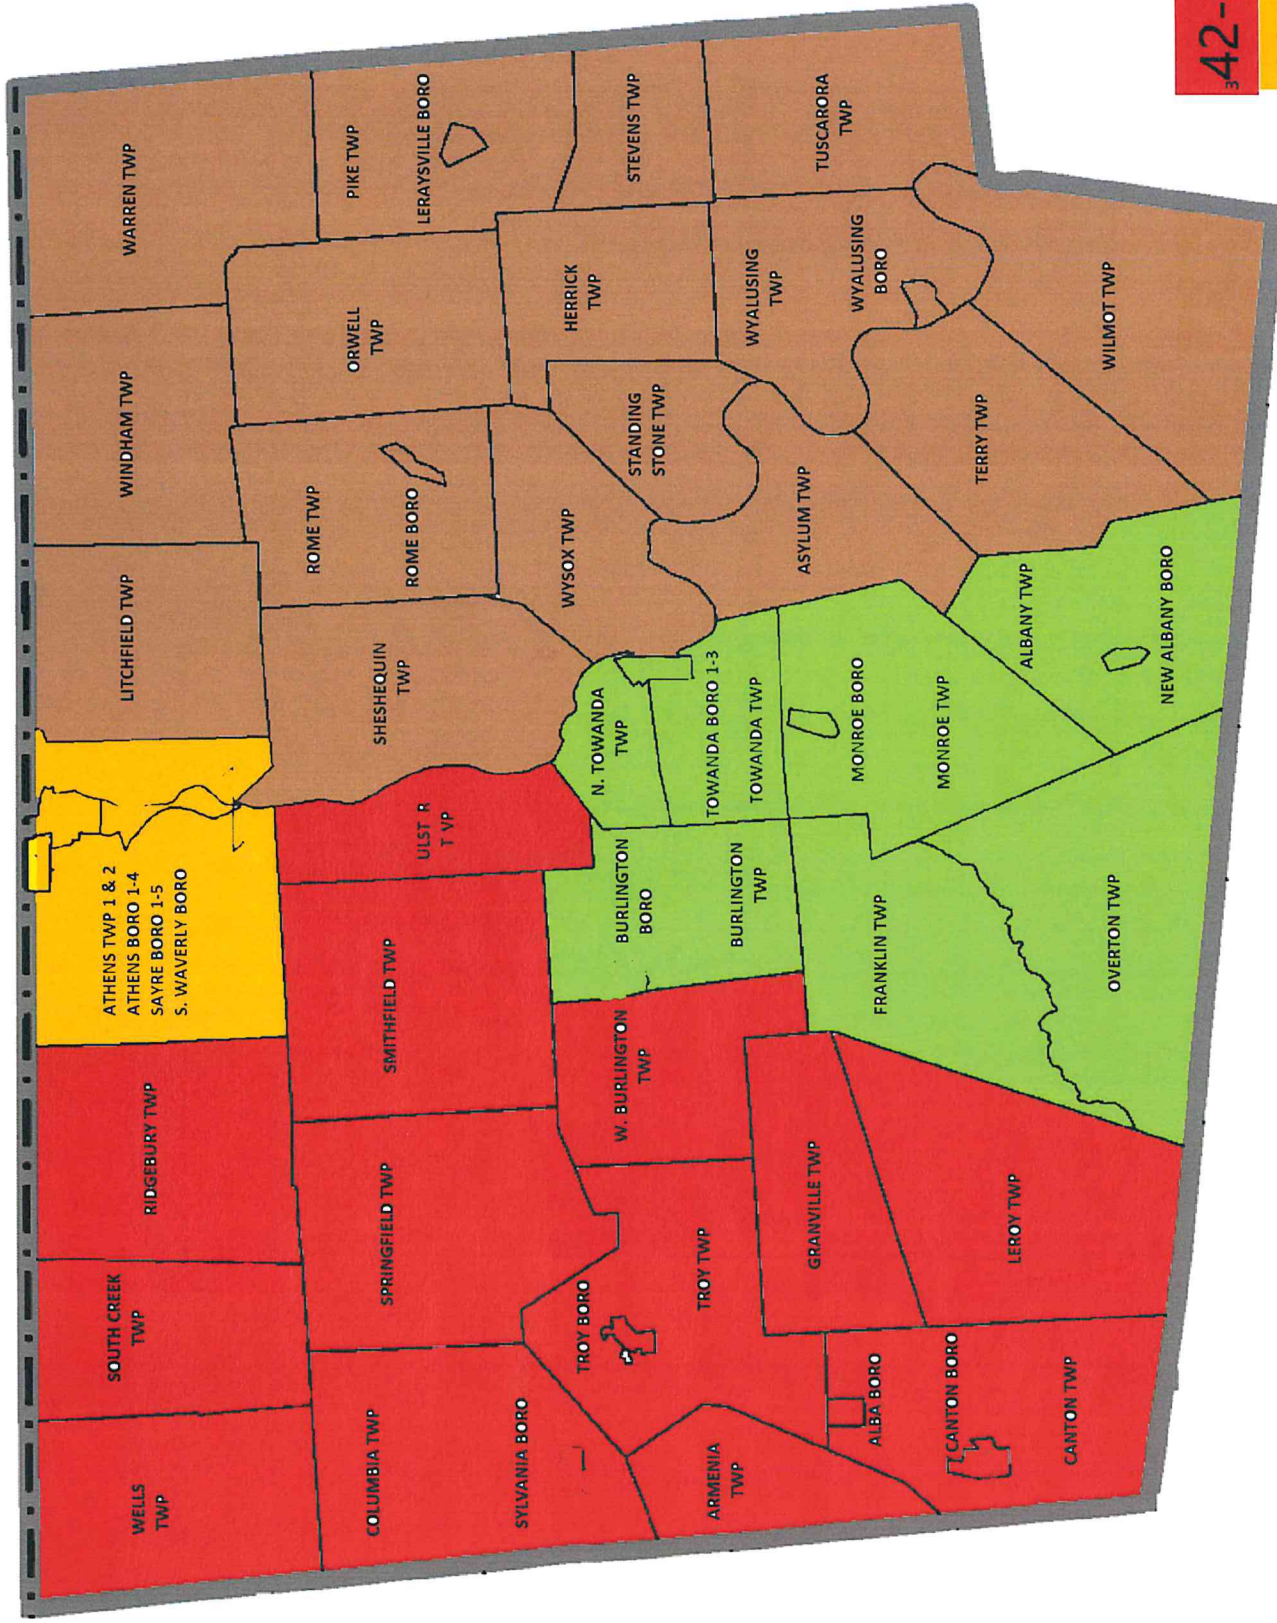 WELLS
TWP
SOUTH CREEK
TWP
RIDGEBURY TWP
ATHENS TWP 1 & 2
ATHENS BORO 1-4
SAYRE BORO 1-5
S. WAVERLY BORO
LITCHFIELD TWP
WINDHAM TWP
WARREN TWP
COLUMBIA TWP
SYLVANIA BORO
SPRINGFIELD TWP
SMITHFIELD TWP
ULST R
T VP
SHESHEQUIN
TWP
ROME TWP
ROME BORO
ORWELL
TWP
PIKE TWP
LERAYSVILLE BORO
ARMENIA
TWP
TROY BORO
TROY TWP
W. BURLINGTON
TWP
BURLINGTON
BORO
BURLINGTON
TWP
N. TOWANDA
TWP
TOWANDA BORO 1-3
TOWANDA TWP
WYSOX TWP
STANDING
STONE TWP
HERRICK
TWP
STEVENS TWP
ALBA BORO
CANTON BORO
CANTON TWP
GRANVILLE TWP
LEROY TWP
FRANKLIN TWP
OVERTON TWP
MONROE BORO
MONROE TWP
ASYLUM TWP
ALBANY TWP
NEW ALBANY BORO
TERRY TWP
WYALUSING
TWP
WYALUSING
BORO
TUSCARORA
TWP
WILMOT TWP
342-